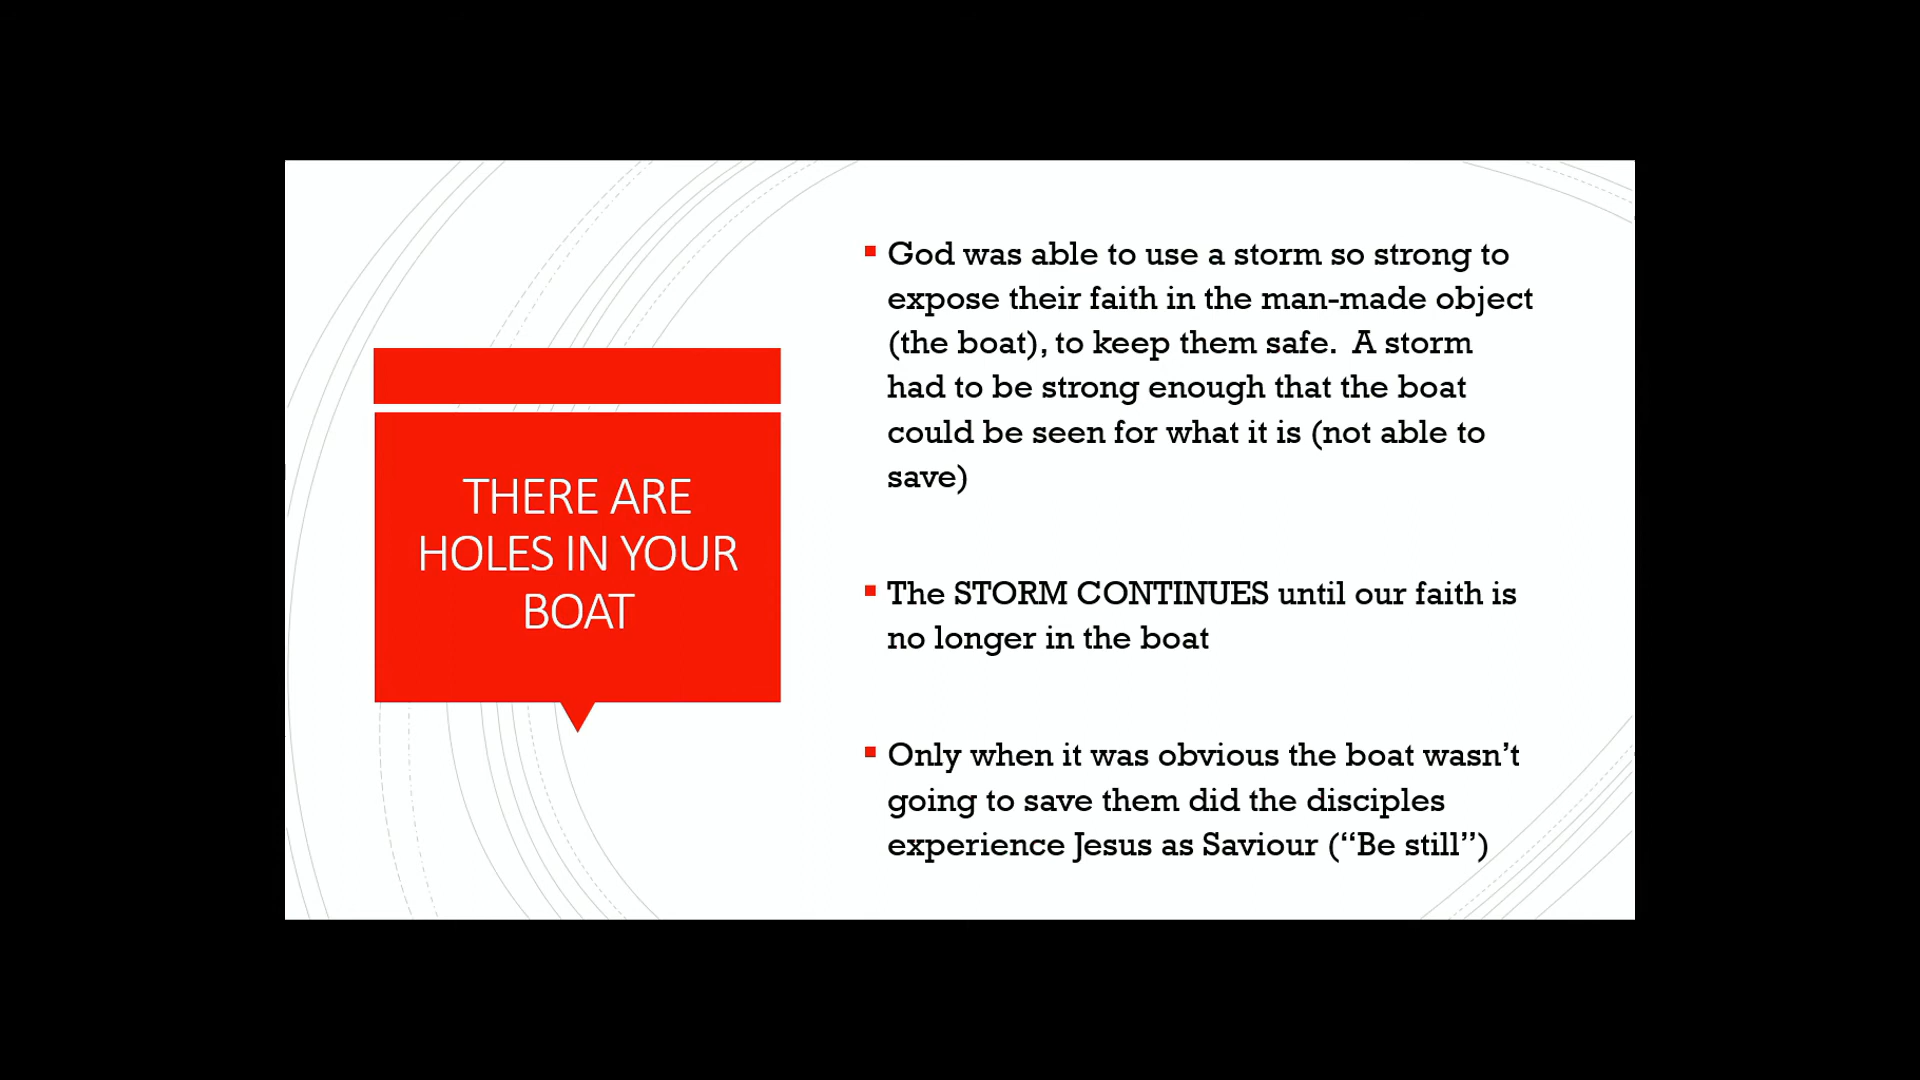 THERE ARE
HOLES IN YOUR
BOAT
God was able to use a storm so strong to
expose their faith in the man-made object
(the boat), to keep them safe.  A storm
had to be strong enough that the boat
could be seen for what it is (not able to
save)
The STORM CONTINUES until our faith is
no longer in the boat
Only when it was obvious the boat wasn’t
going to save them did the disciples
experience Jesus as Saviour (“Be still”)